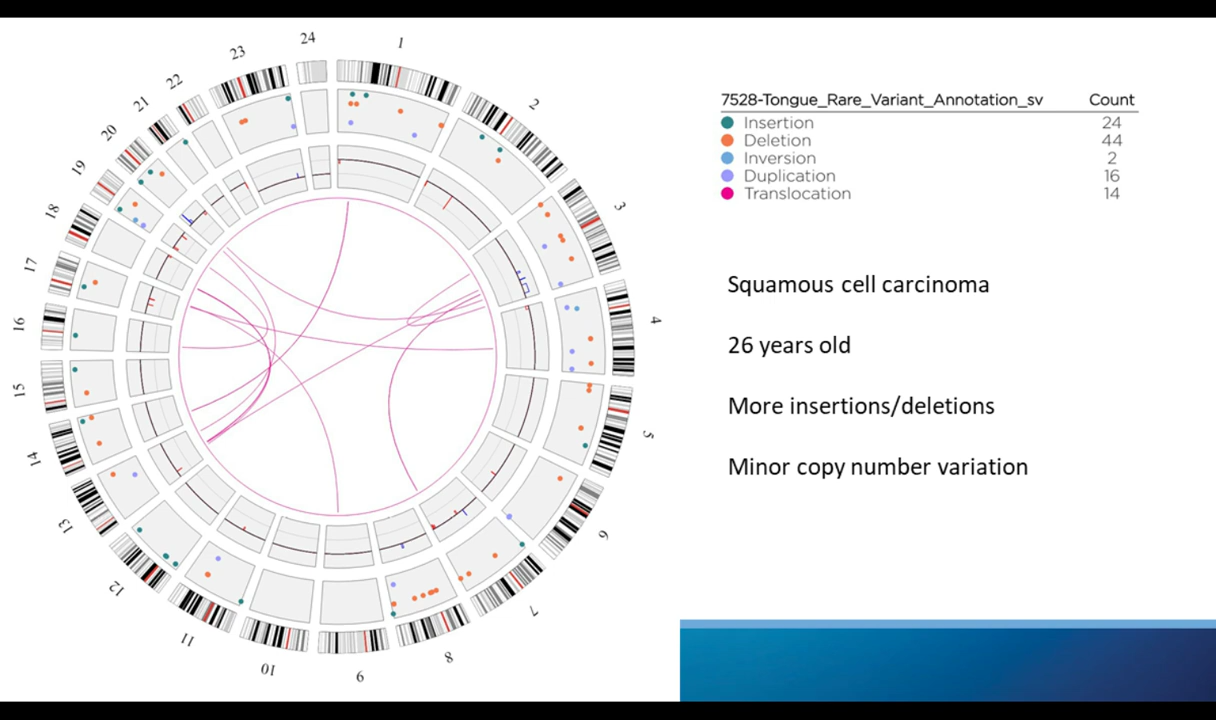 1
2
3
4
5
6
7
8
9
10
11
12
13
14
15
16
17
18
19
20
21
22
23
24
7528-Tongue_Rare_Variant_Annotation_sv Count
Insertion 24
Deletion 44
Inversion 2
Duplication 16
Translocation 14
Squamous cell carcinoma
26 years old
More insertions/deletions
Minor copy number variation